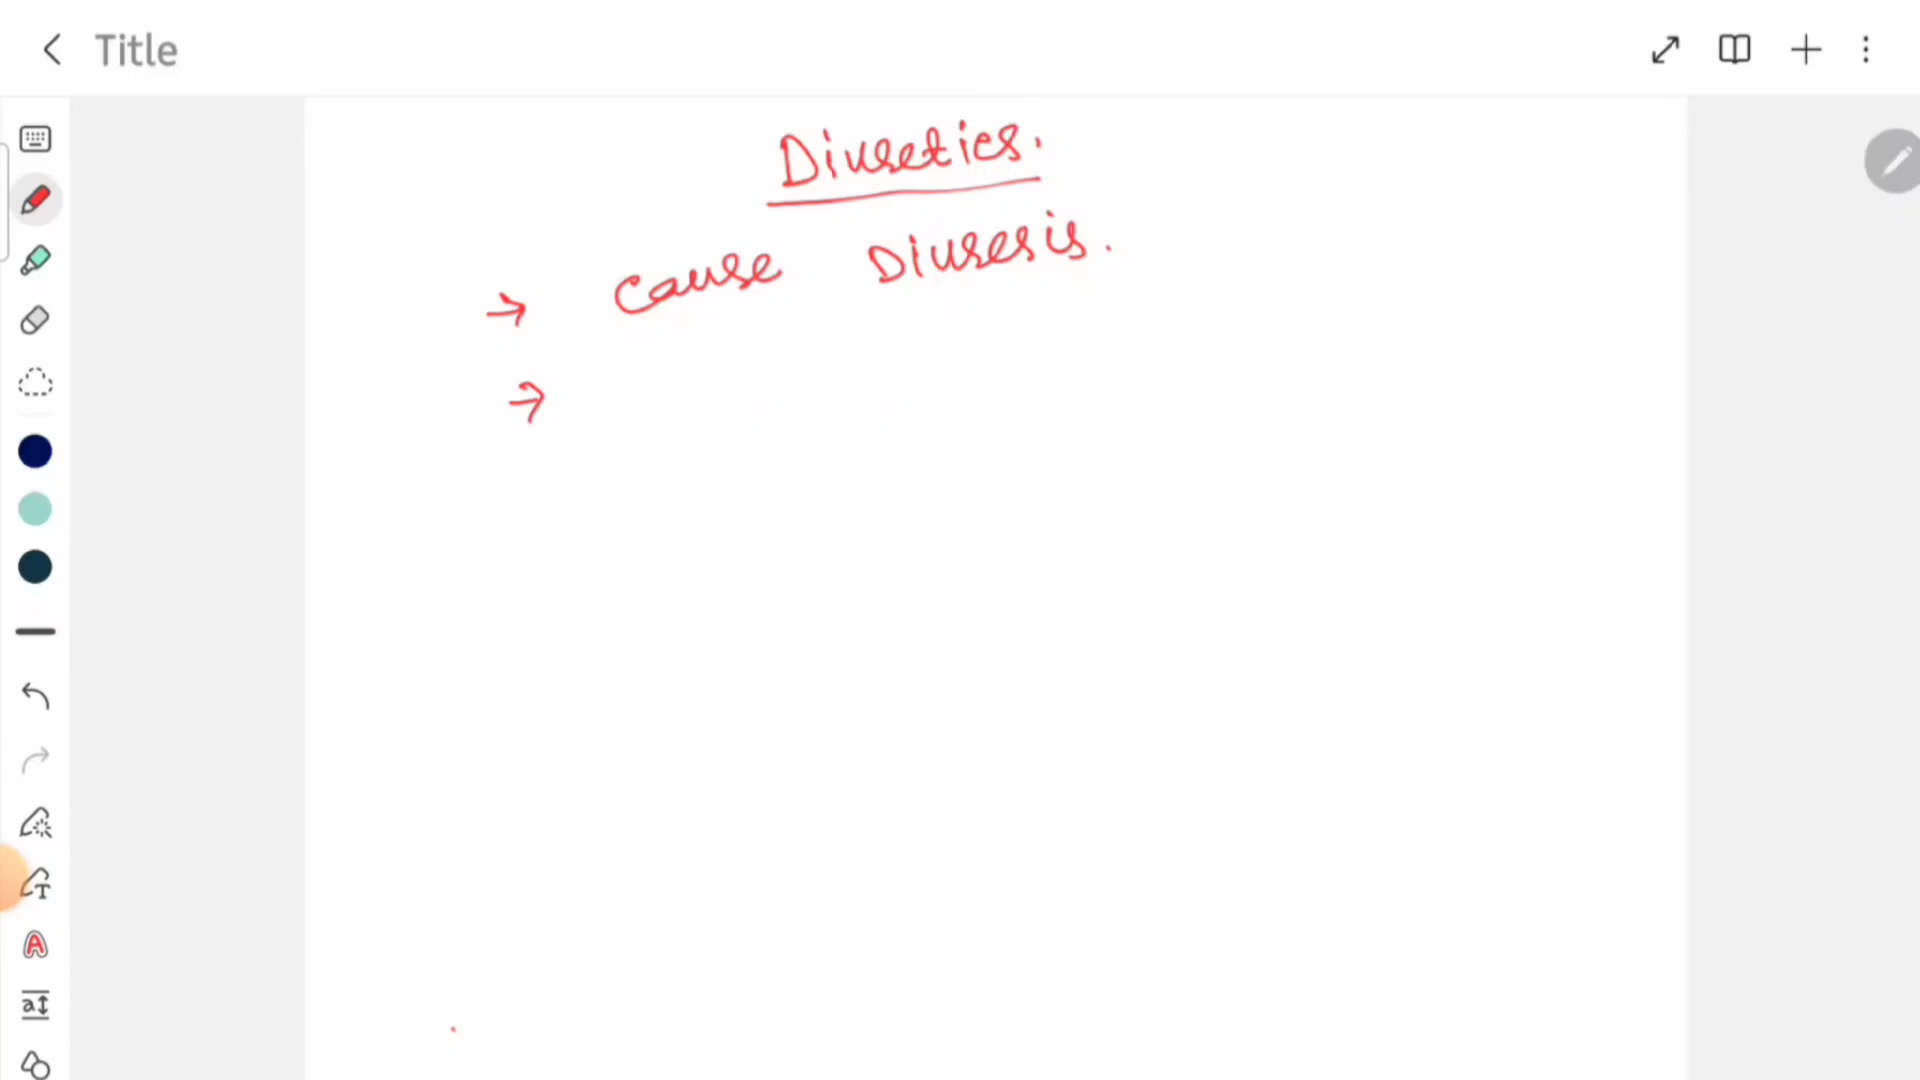 Title
Diuretics.
→ cause Diuresis.
→